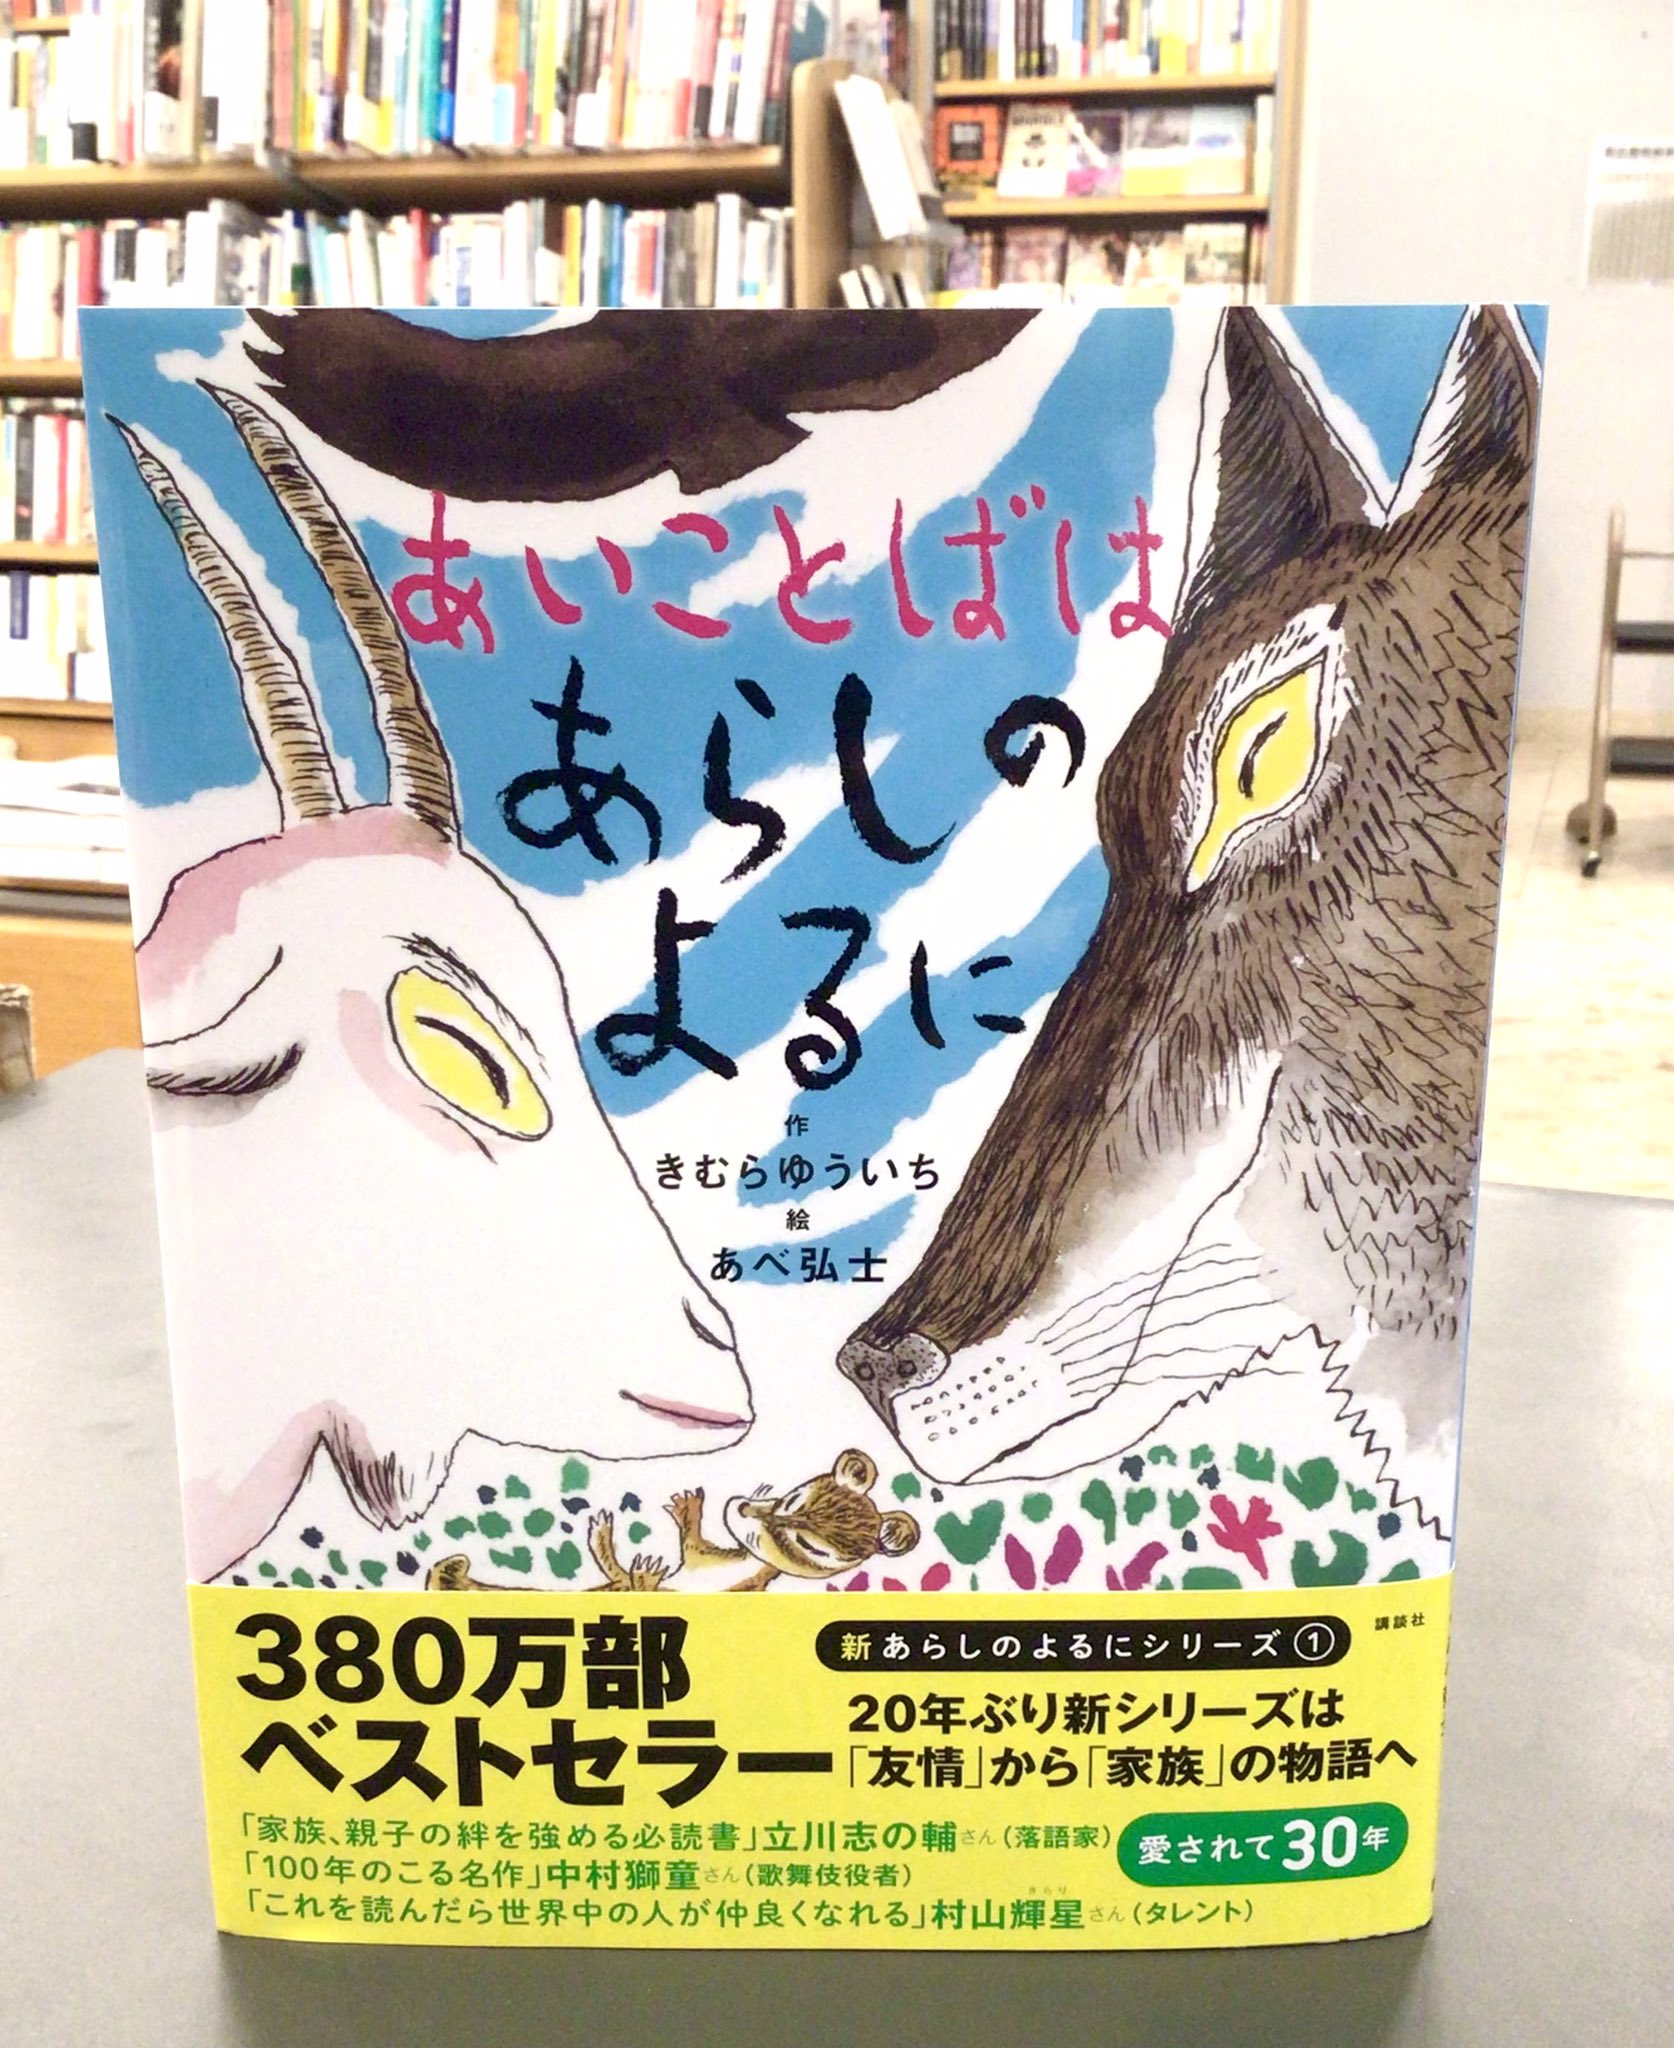 あいことばは
あらしの
よるに
作
きむらゆういち
絵
あべ弘士
380万部
ベストセラー
新あらしのよるにシリーズ①
講談社
20年ぶり新シリーズは
「友情」から「家族」の物語へ
「家族、親子の絆を強める必読書」立川志の輔さん(落語家)
「100年のこる名作」中村獅童さん(歌舞伎役者)
きらり
「これを読んだら世界中の人が仲良くなれる」村山輝星さん(タレント)
愛されて30年